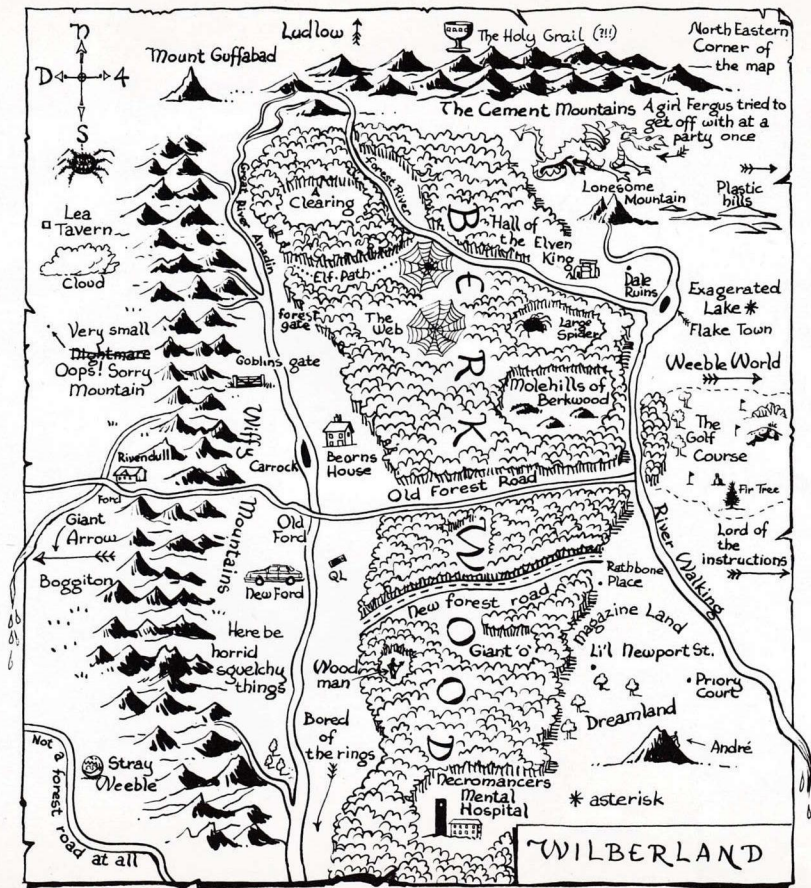 n
D 4
S
Ludlow
Mount Guffabad
The Holy Grail (?!!)
North Eastern
Corner of
the map
The Cement Mountains
A girl Fergus tried to
get off with at a
party once
Lea
Tavern
Cloud
Great River Anadin
Forest River
Clearing
Elf-Path
forest
gate
The
Web
BERKWOOD
Hall of
the Elven
King
Large
Spider
Molehills of
Berkwood
Lonesome
Mountain
Plastic
hills
Dale
Ruins
Exagerated
Lake *
Flake Town
Weeble World
The
Golf
Course
Fir Tree
Very small
Nightmare
Oops! Sorry
Mountain
Goblins gate
Wiffy
Mountains
Rivendull
Carrock
Bearns
House
Old Forest Road
Ford
Giant
Arrow
Boggiton
Old
Ford
New Ford
QL
New forest road
Rathbone
Place
River Walking
Lord of
the
instructions
magazine Land
Giant 'o'
Li'l Newport St.
Priory
Court
Dreamland
André
Here be
horrid
squelchy
things
Wood
man
Bored
of the rings
Not a forest road at all
Stray
Weeble
Necromancers
Mental
Hospital
* asterisk
WILBERLAND